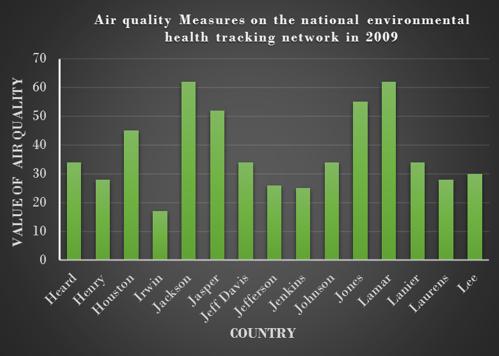 Air quality Measures on the national environmental
health tracking network in 2009
70
60
50
40
30
20
10
0
VALUE OF AIR QUALITY
Heard
Henry
Houston
Irwin
Jackson
Jasper
Jeff Davis
Jefferson
Jenkins
Johnson
Jones
Lamar
Lanier
Laurens
Lee
COUNTRY